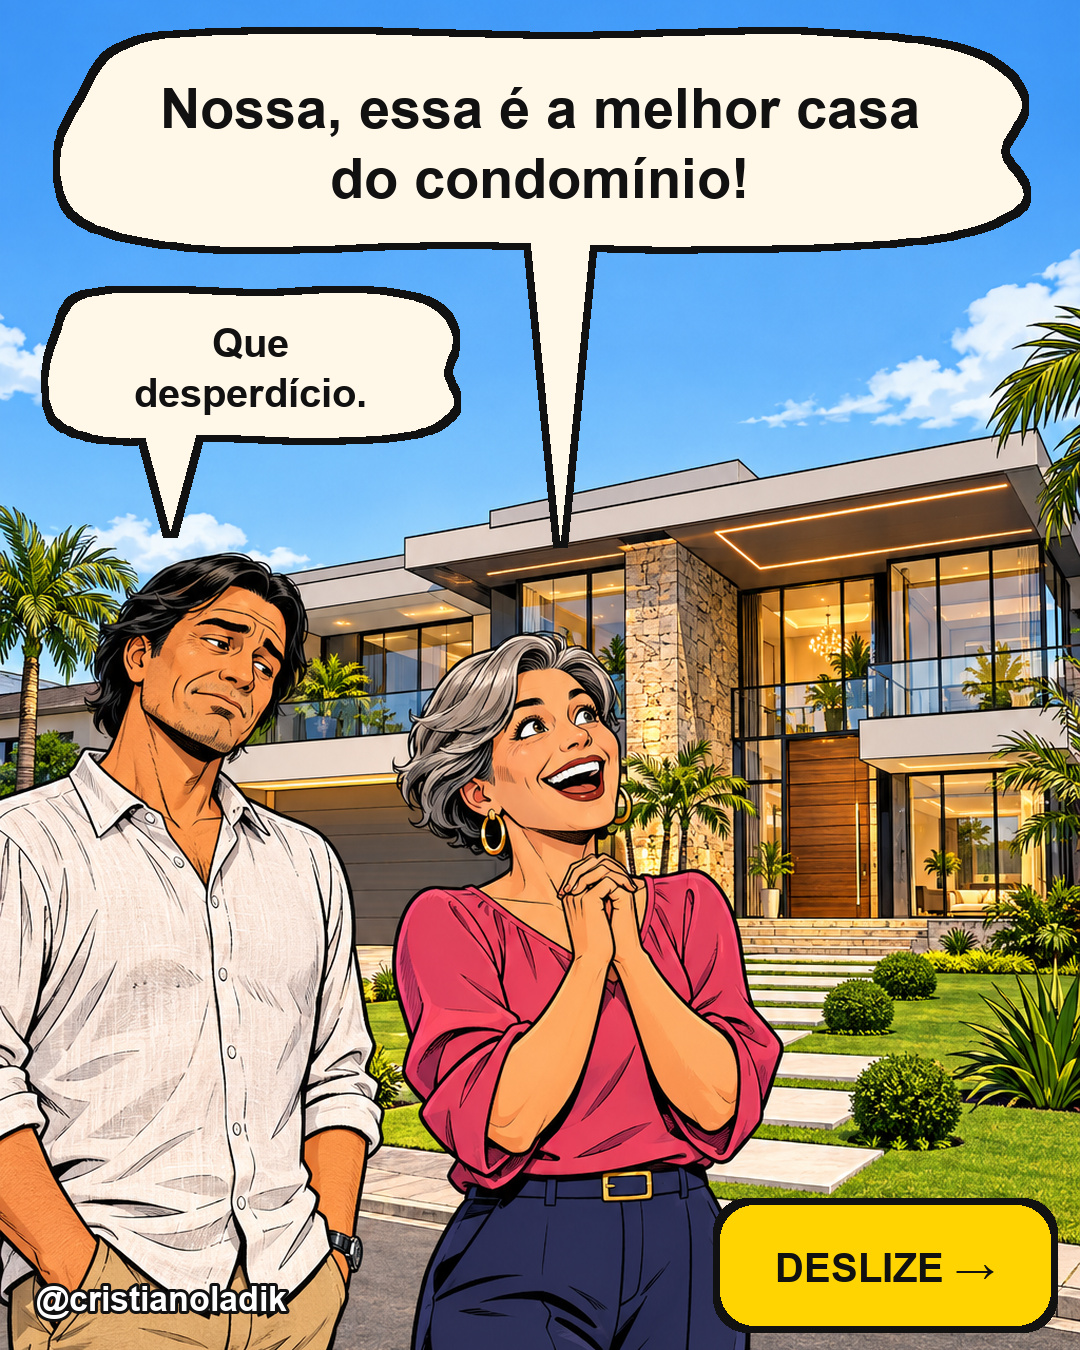 Nossa, essa é a melhor casa
do condomínio!
Que
desperdício.
DESLIZE →
@cristianoladik